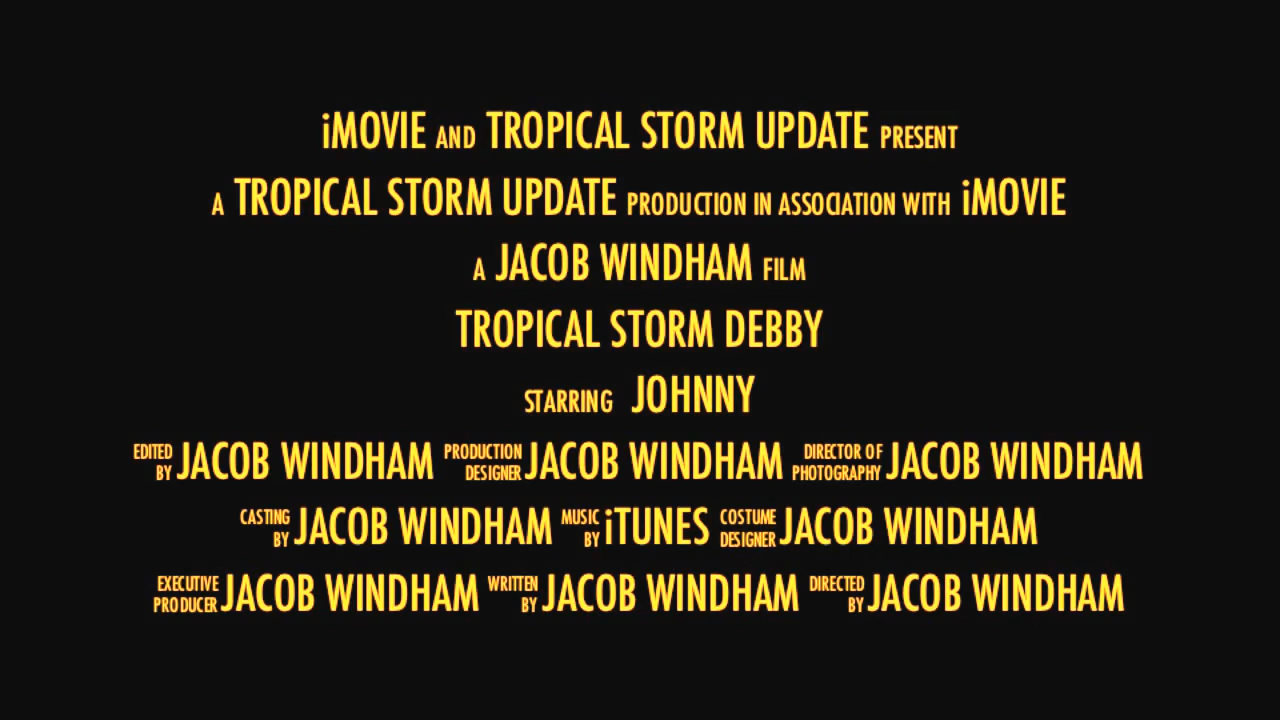 iMOVIE AND TROPICAL STORM UPDATE PRESENT
A TROPICAL STORM UPDATE PRODUCTION IN ASSOCIATION WITH iMOVIE
A JACOB WINDHAM FILM
TROPICAL STORM DEBBY
STARRING JOHNNY
EDITED BY JACOB WINDHAM PRODUCTION DESIGNER JACOB WINDHAM DIRECTOR OF PHOTOGRAPHY JACOB WINDHAM
CASTING BY JACOB WINDHAM MUSIC BY iTUNES COSTUME DESIGNER JACOB WINDHAM
EXECUTIVE PRODUCER JACOB WINDHAM WRITTEN BY JACOB WINDHAM DIRECTED BY JACOB WINDHAM